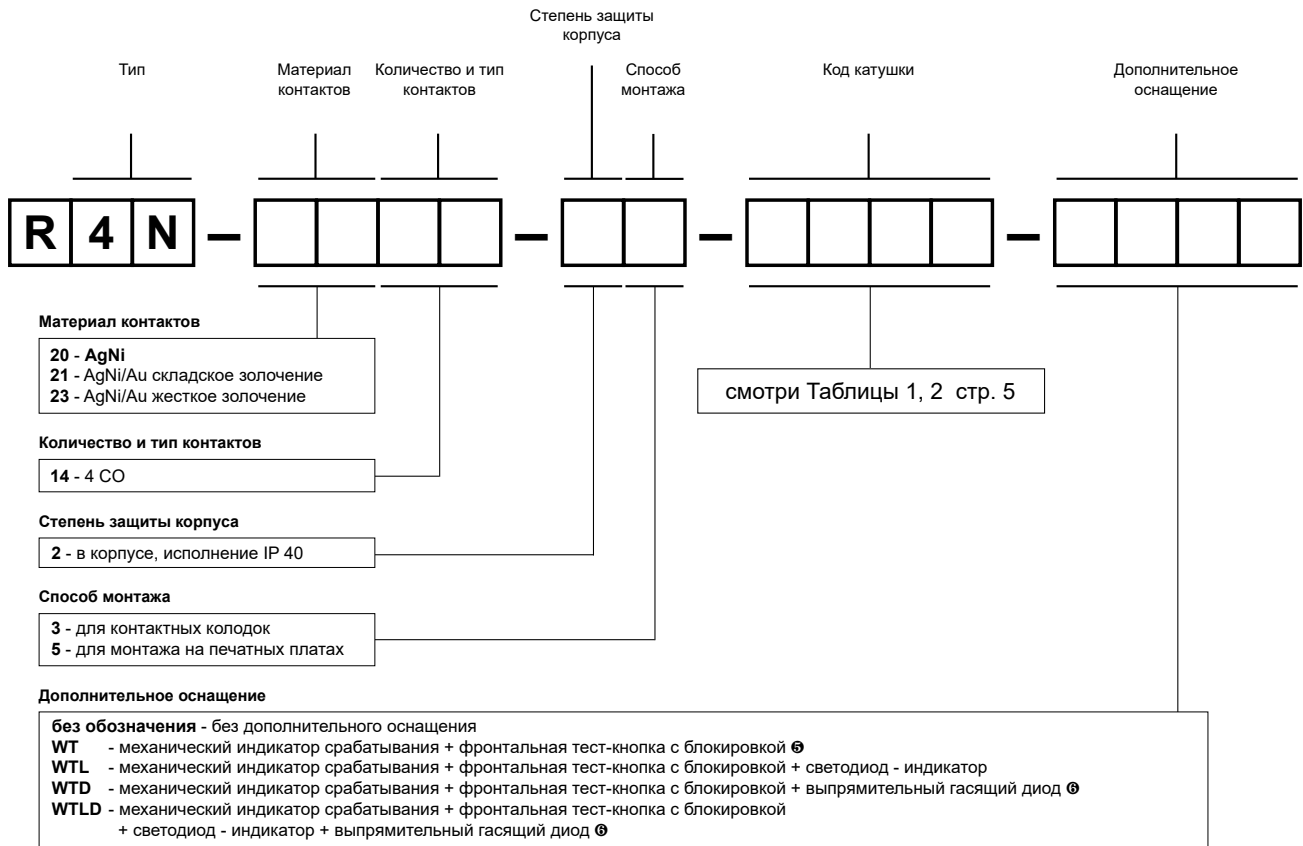 Степень защиты
корпуса
Тип
Материал
контактов
Количество и тип
контактов
Способ
монтажа
Код катушки
Дополнительное
оснащение
R 4 N – – – –
Материал контактов
20 - AgNi
21 - AgNi/Au складское золочение
23 - AgNi/Au жесткое золочение
смотри Таблицы 1, 2 стр. 5
Количество и тип контактов
14 - 4 CO
Степень защиты корпуса
2 - в корпусе, исполнение IP 40
Способ монтажа
3 - для контактных колодок
5 - для монтажа на печатных платах
Дополнительное оснащение
без обозначения - без дополнительного оснащения
WT - механический индикатор срабатывания + фронтальная тест-кнопка с блокировкой ❺
WTL - механический индикатор срабатывания + фронтальная тест-кнопка с блокировкой + светодиод - индикатор
WTD - механический индикатор срабатывания + фронтальная тест-кнопка с блокировкой + выпрямительный гасящий диод ❻
WTLD - механический индикатор срабатывания + фронтальная тест-кнопка с блокировкой
+ светодиод - индикатор + выпрямительный гасящий диод ❻